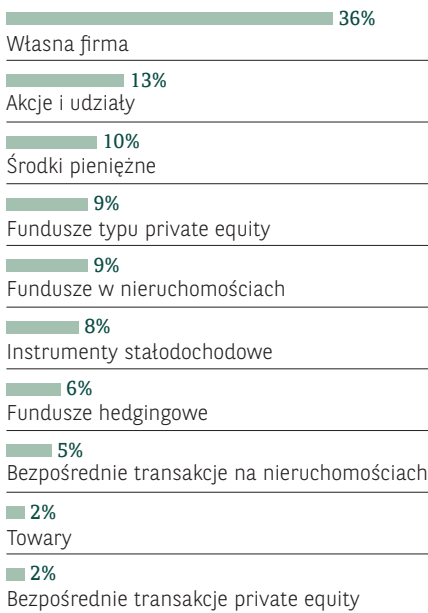 36%
Własna firma
13%
Akcje i udziały
10%
Środki pieniężne
9%
Fundusze typu private equity
9%
Fundusze w nieruchomościach
8%
Instrumenty stałodochodowe
6%
Fundusze hedgingowe
5%
Bezpośrednie transakcje na nieruchomościach
2%
Towary
2%
Bezpośrednie transakcje private equity